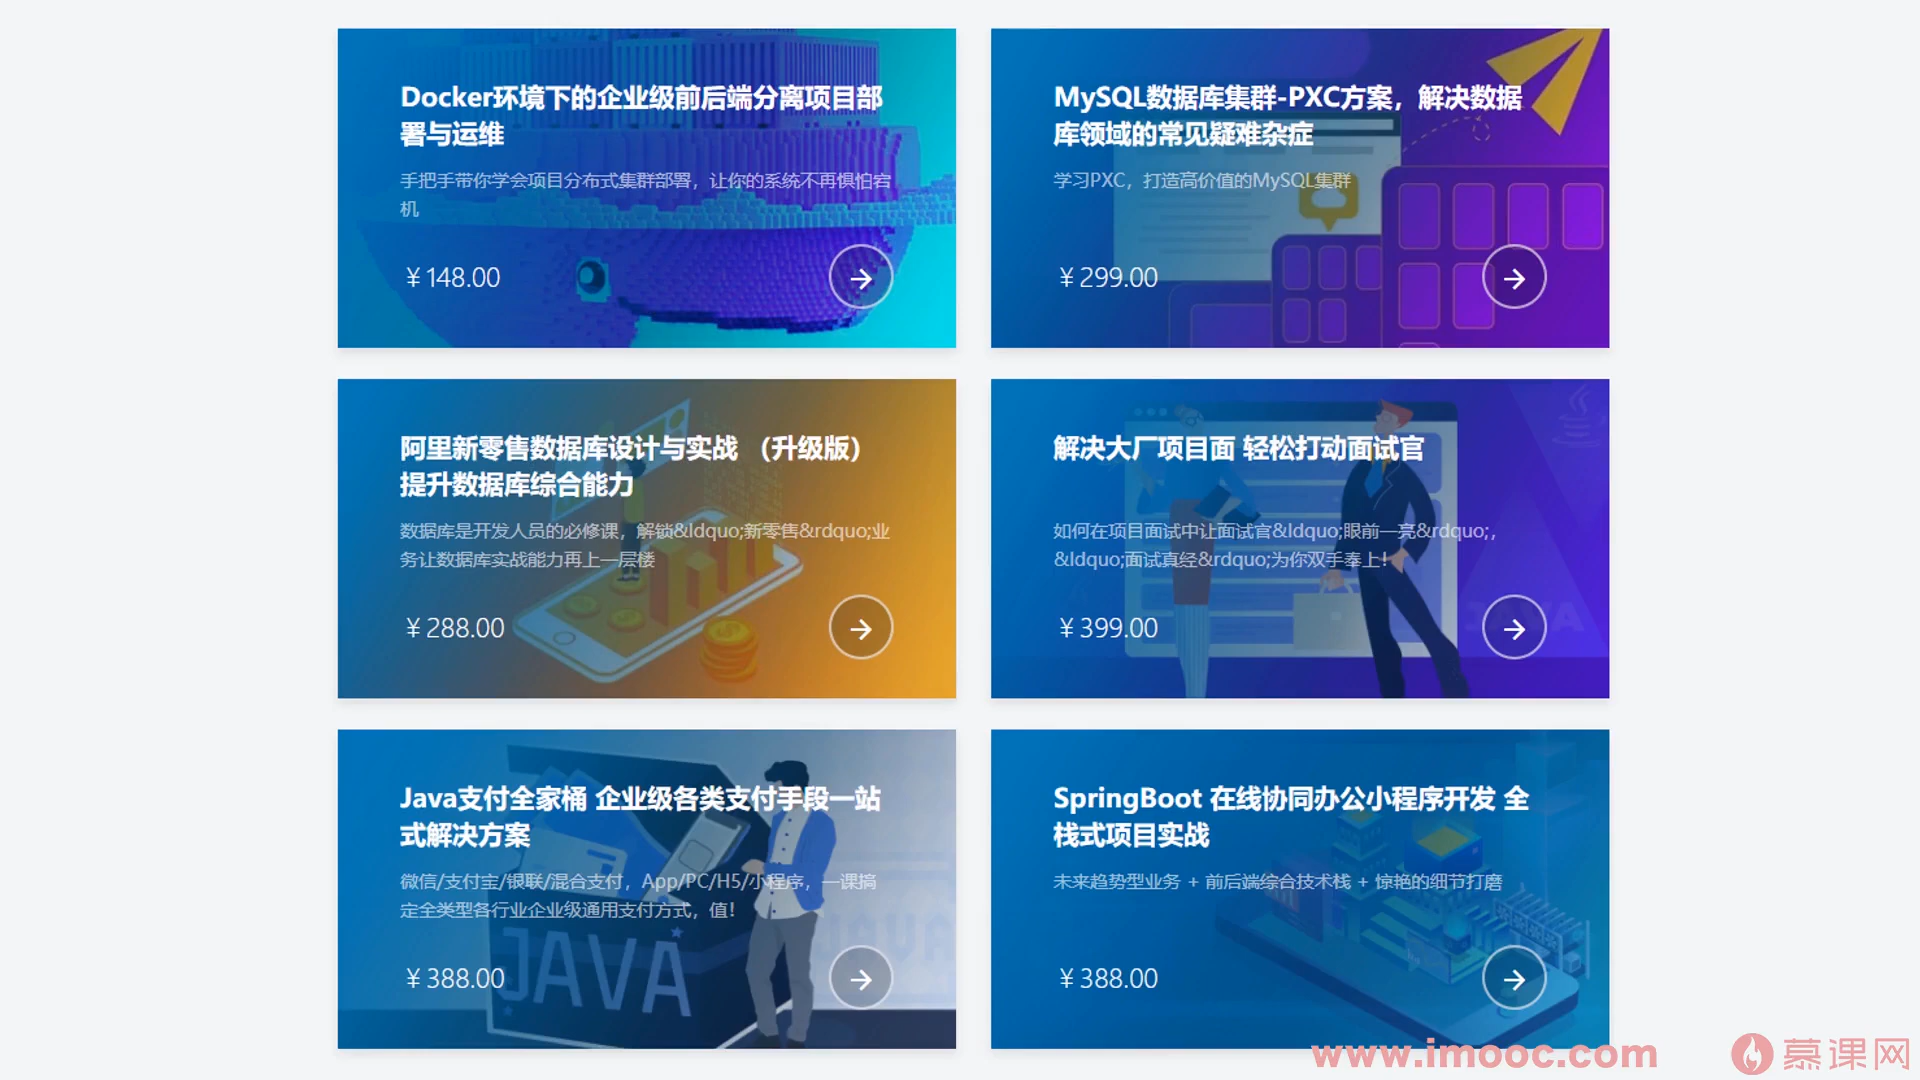 Docker环境下的企业级前后端分离项目部
署与运维
手把手带你学会项目分布式集群部署，让你的系统不再惧怕宕
机
￥148.00
MySQL数据库集群-PXC方案，解决数据
库领域的常见疑难杂症
学习PXC，打造高价值的MySQL集群
￥299.00
阿里新零售数据库设计与实战 （升级版）
提升数据库综合能力
数据库是开发人员的必修课，解锁&ldquo;新零售&rdquo;业
务让数据库实战能力再上一层楼
￥288.00
解决大厂项目面 轻松打动面试官
如何在项目面试中让面试官&ldquo;眼前一亮&rdquo;，
&ldquo;面试真经&rdquo;为你双手奉上！
￥399.00
JAVA
Java支付全家桶 企业级各类支付手段一站
式解决方案
微信/支付宝/银联/混合支付，App/PC/H5/小程序，一课搞
定全类型各行业企业级通用支付方式，值！
￥388.00
JAVA
JAVA
SpringBoot 在线协同办公小程序开发 全
栈式项目实战
未来趋势型业务 + 前后端综合技术栈 + 惊艳的细节打磨
￥388.00
www.imooc.com
慕课网